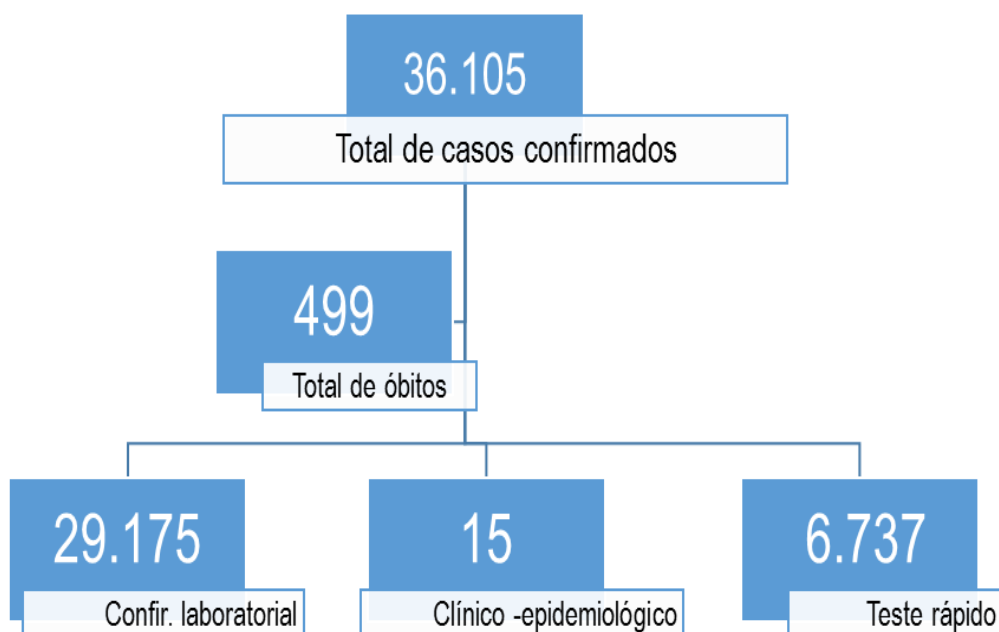 36.105
Total de casos confirmados
499
Total de óbitos
29.175
Confir. laboratorial
15
Clínico -epidemiológico
6.737
Teste rápido